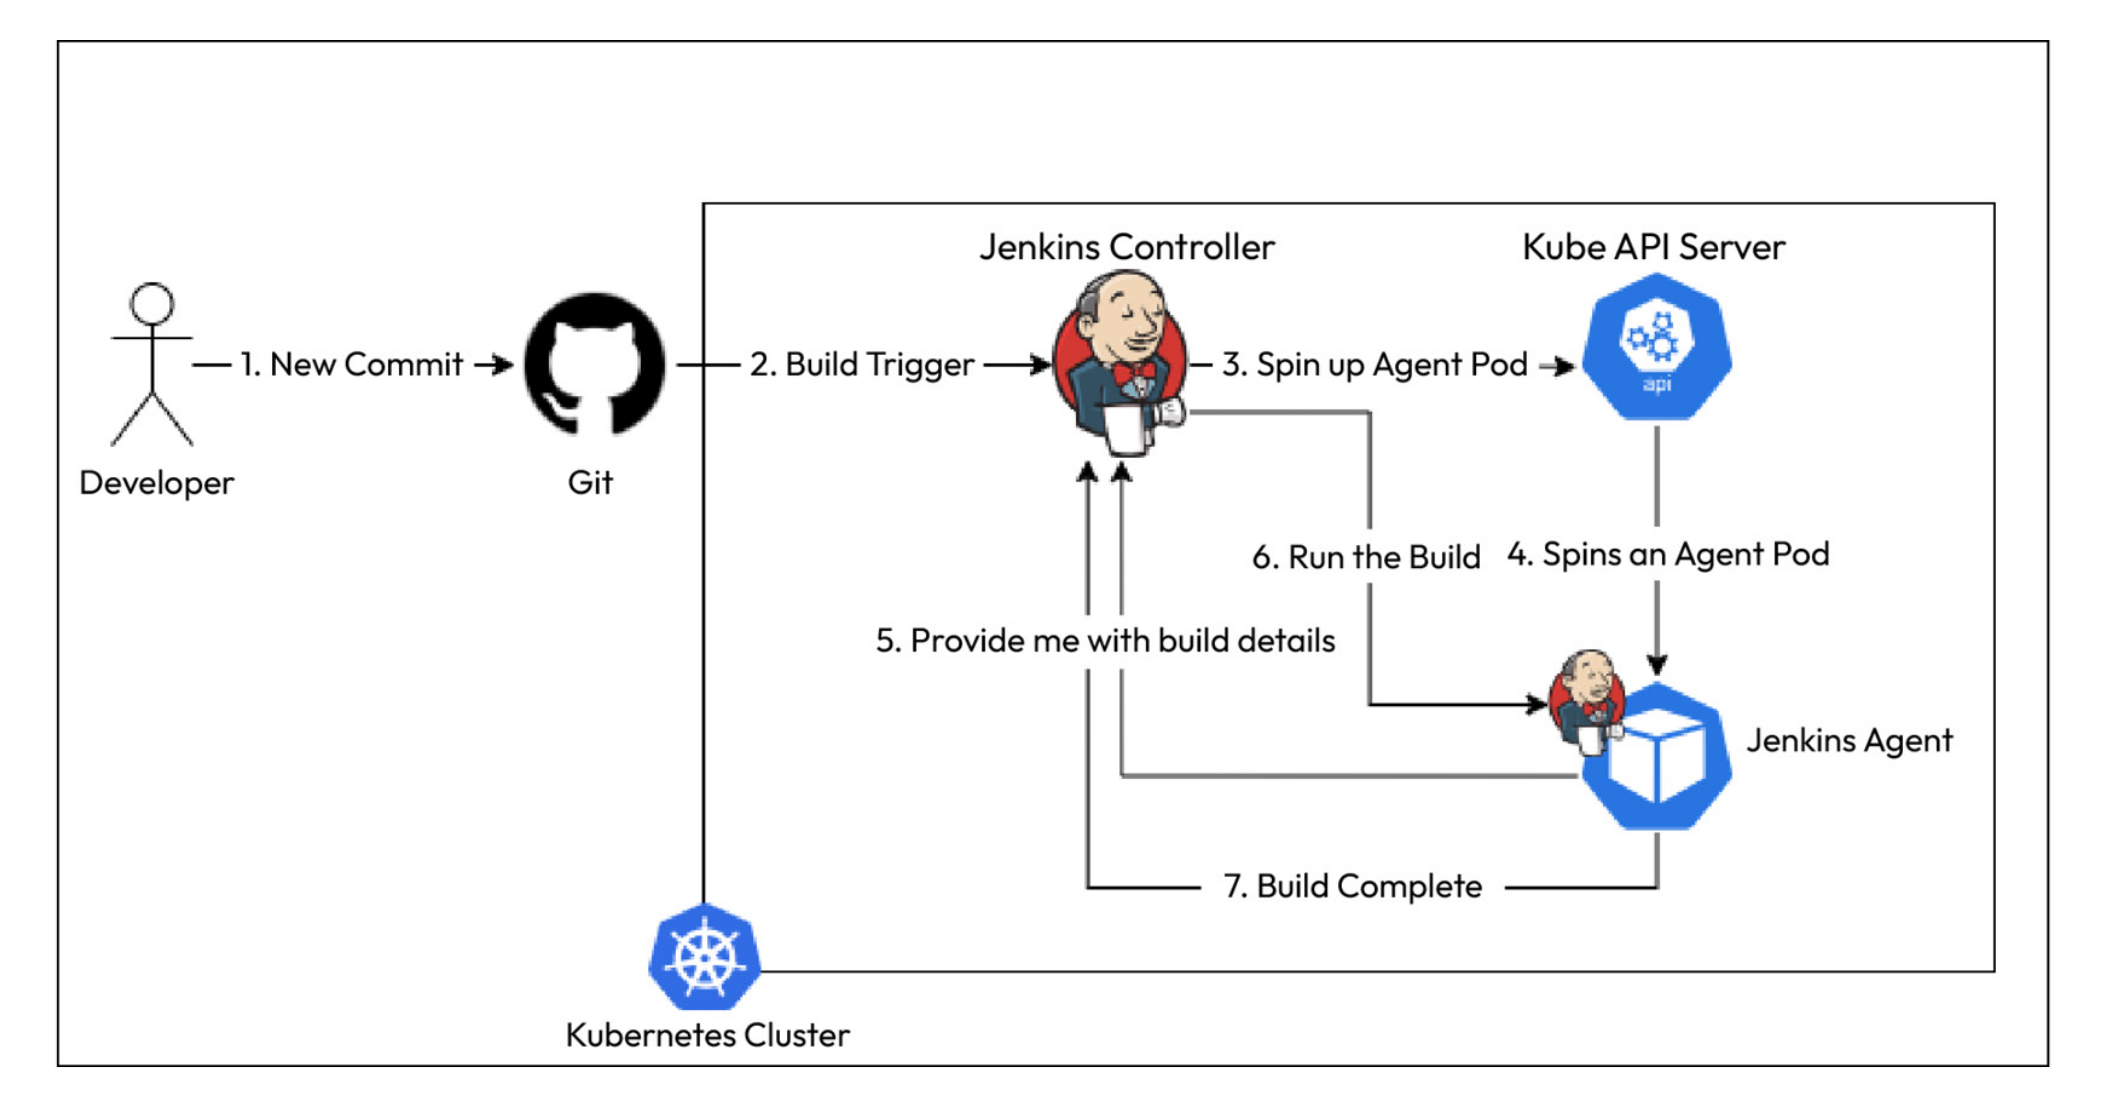 Jenkins Controller
Kube API Server
1. New Commit
2. Build Trigger
3. Spin up Agent Pod
api
Developer
Git
6. Run the Build
4. Spins an Agent Pod
5. Provide me with build details
Jenkins Agent
7. Build Complete
Kubernetes Cluster